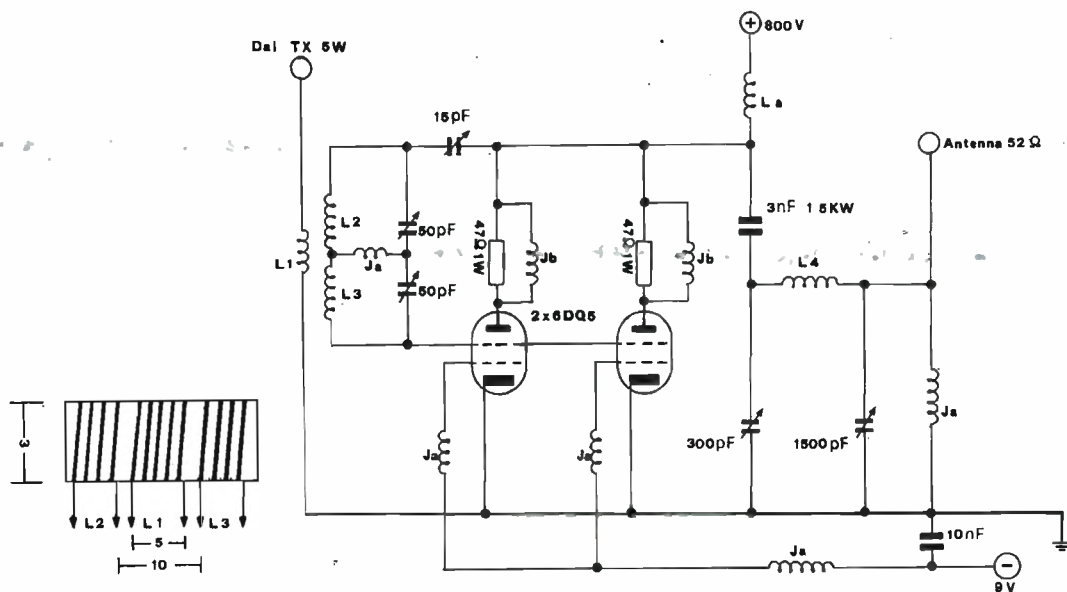 800V
Dal TX 5W
La
15pF
Antenna 52Ω
3nF 1.5KW
L2
50pF
47Ω1W
Jb
47Ω1W
Jb
L1
Ja
L4
L3
50pF
2x6DQ5
3
Ja
Ja
300pF
1500pF
Ja
L2 L1 L3
5
10
10nF
Ja
9V